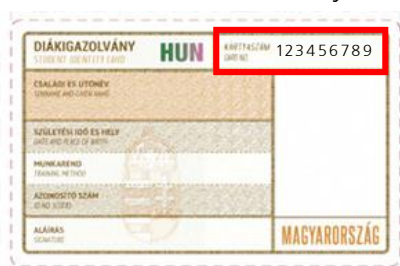 DIÁKIGAZOLVÁNY HUN KÁRTYASZÁM 123456789
STUDENT IDENTITY CARD CARD NO.
CSALÁDI ÉS UTÓNÉV
SURNAME AND GIVEN NAME
SZÜLETÉSI IDŐ ÉS HELY
DATE AND PLACE OF BIRTH
MUNKAREND
TRAINING METHOD
AZONOSÍTÓ SZÁM
ID NO.
ALÁÍRÁS
SIGNATURE
MAGYARORSZÁG